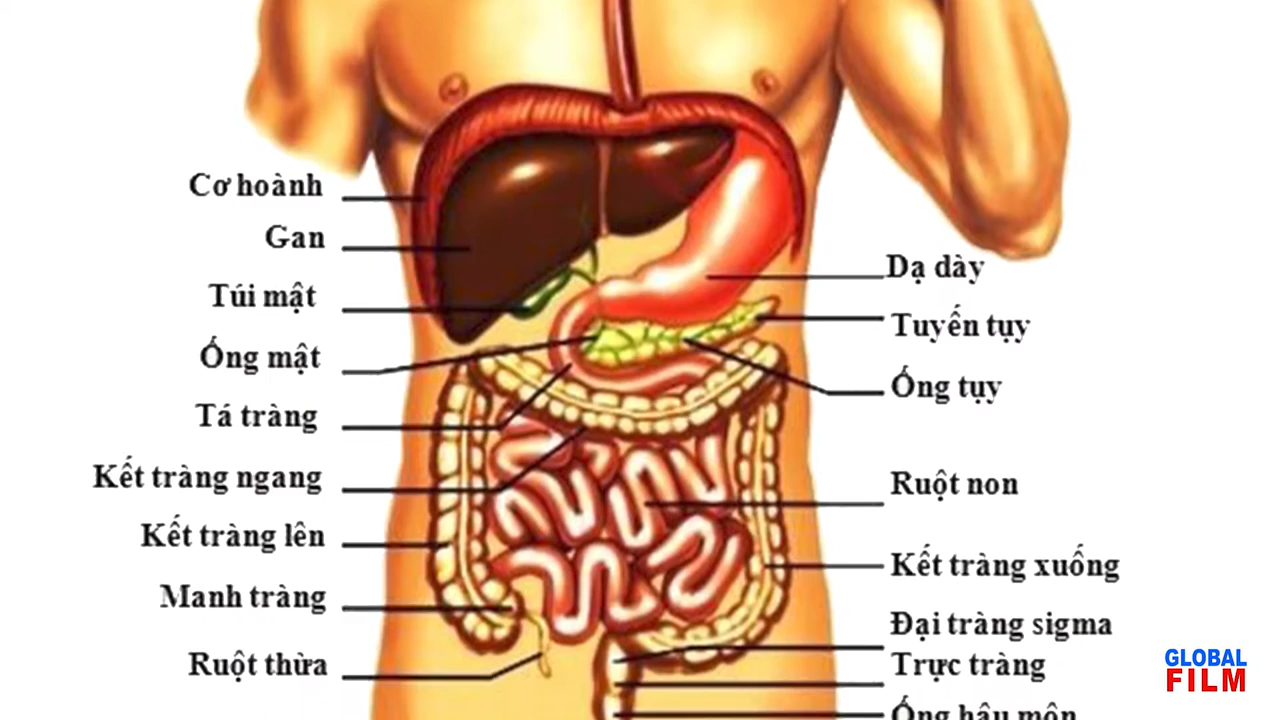 Cơ hoành
Gan
Túi mật
Ống mật
Tá tràng
Kết tràng ngang
Kết tràng lên
Manh tràng
Ruột thừa
Dạ dày
Tuyến tụy
Ống tụy
Ruột non
Kết tràng xuống
Đại tràng sigma
Trực tràng
Ống hậu môn
GLOBAL
FILM